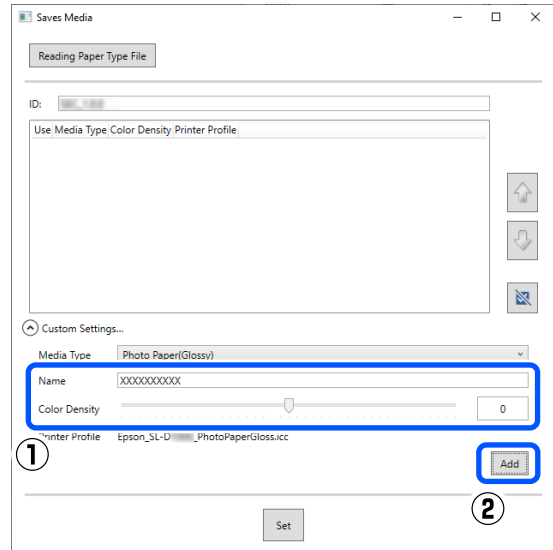 Saves Media
Reading Paper Type File
ID:
Use Media Type Color Density Printer Profile
Custom Settings...
Media Type Photo Paper(Glossy)
Name XXXXXXXXXX
Color Density 0
Printer Profile Epson_SL-D _PhotoPaperGloss.icc
①
Add
②
Set